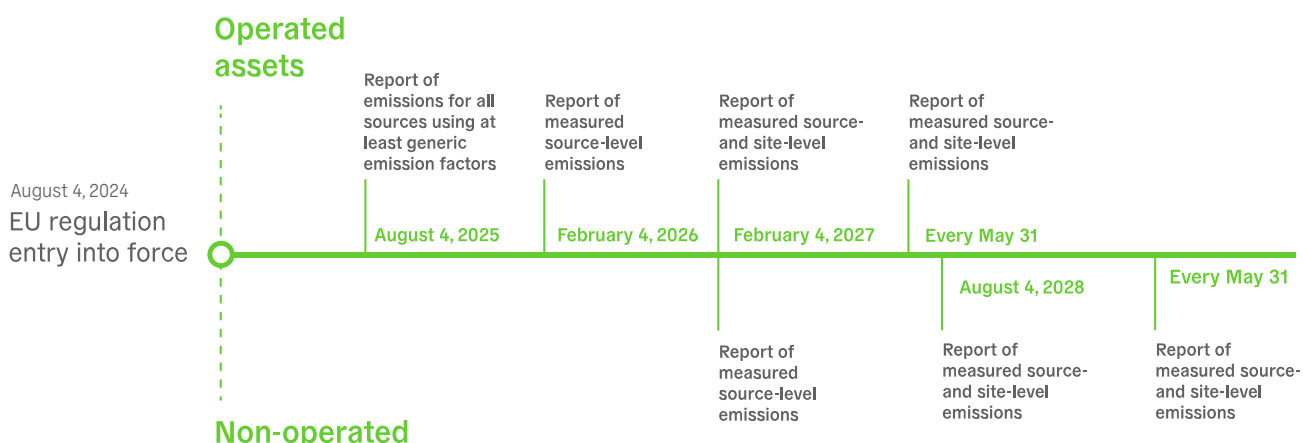 Operated
assets
Report of
emissions for all
sources using at
least generic
emission factors
Report of
measured
source-level
emissions
Report of
measured source-
and site-level
emissions
Report of
measured source-
and site-level
emissions
August 4, 2024
EU regulation
entry into force
August 4, 2025
February 4, 2026
February 4, 2027
Every May 31
August 4, 2028
Every May 31
Report of
measured
source-level
emissions
Report of
measured source-
and site-level
emissions
Report of
measured source-
and site-level
emissions
Non-operated